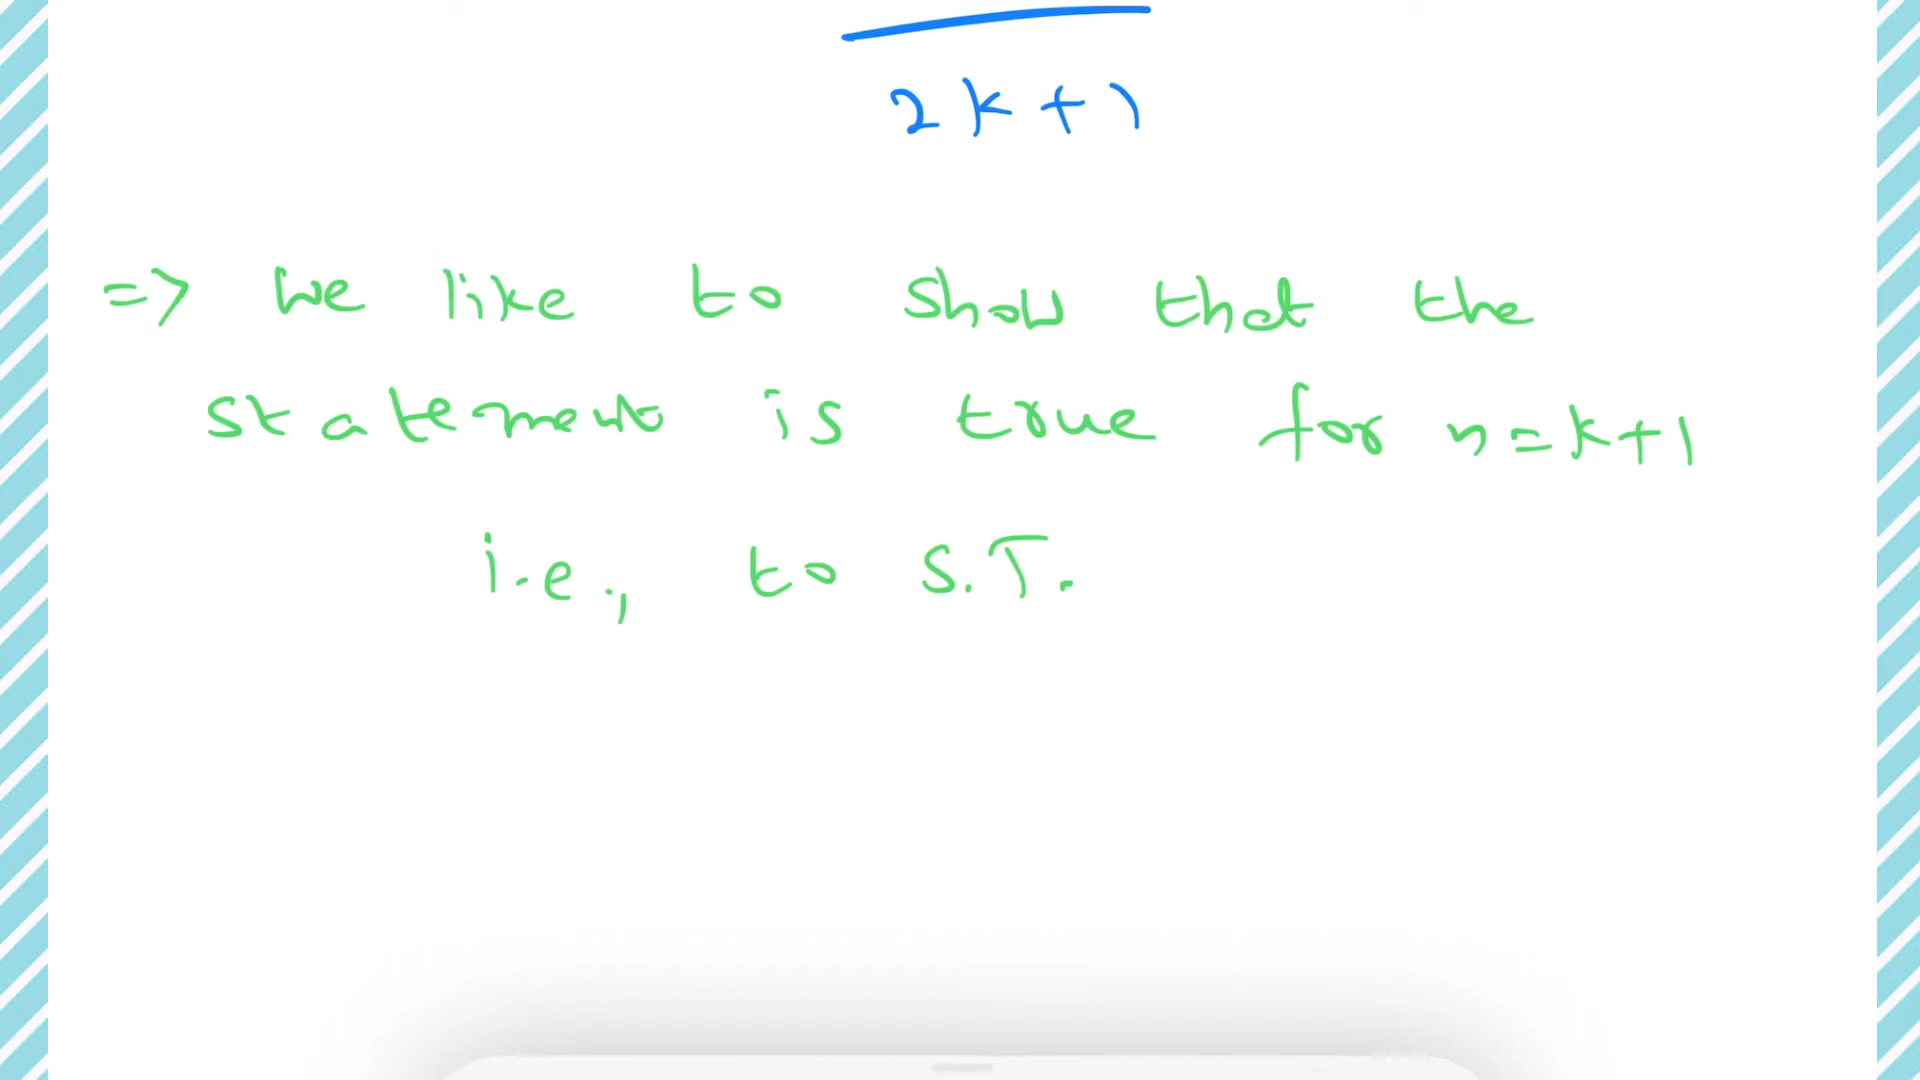 2k+1
=> We like to show that the
statement is true for n=k+1
i.e., to S.T.